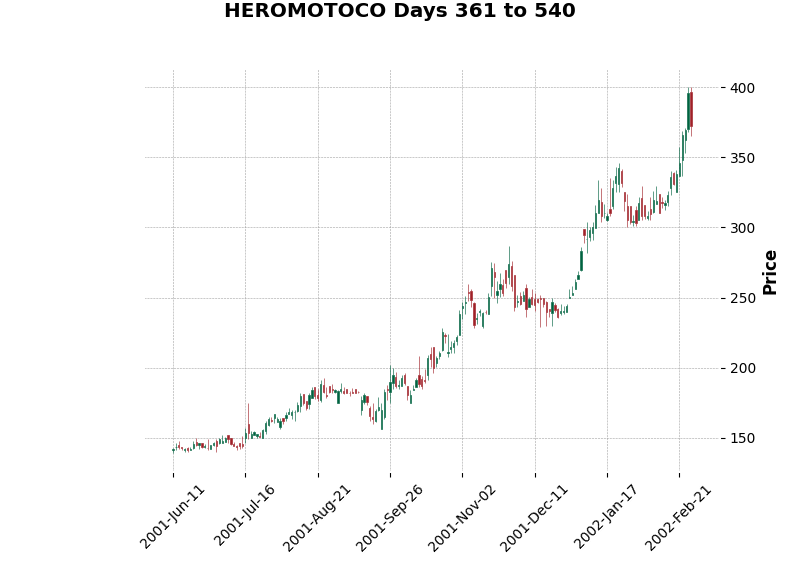 HEROMOTOCO Days 361 to 540
400
350
300
250
200
150
Price
2001-Jun-11
2001-Jul-16
2001-Aug-21
2001-Sep-26
2001-Nov-02
2001-Dec-11
2002-Jan-17
2002-Feb-21